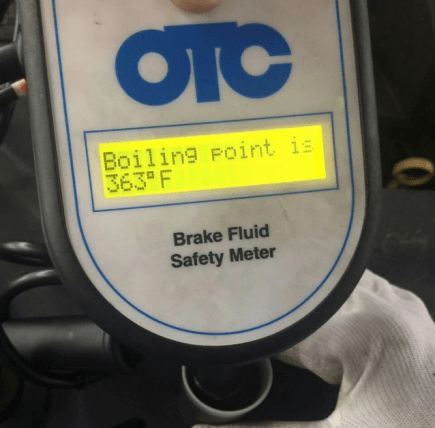 OTC
Boiling point is
363°F
Brake Fluid
Safety Meter